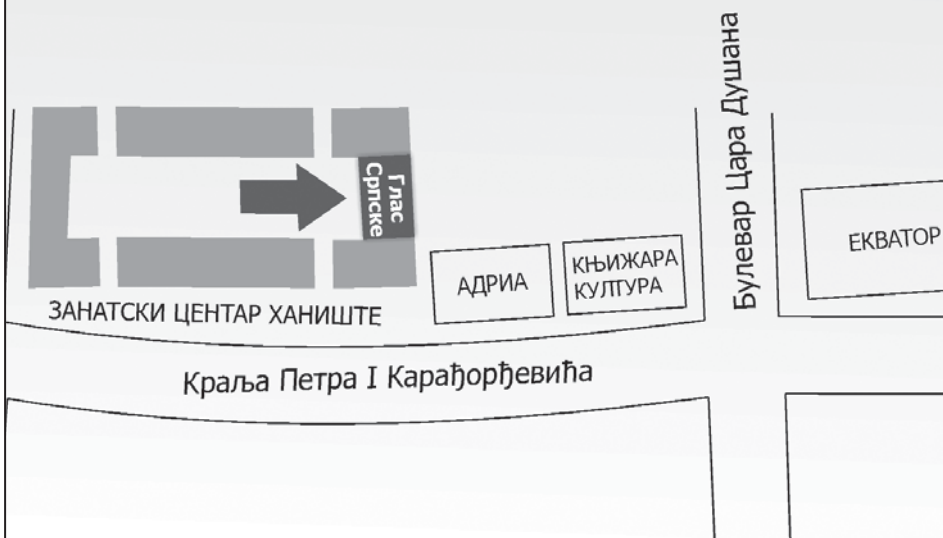 Булевар Цара Душана
Глас
Српске
ЕКВАТОР
АДРИА
КЊИЖАРА
КУЛТУРА
ЗАНАТСКИ ЦЕНТАР ХАНИШТЕ
Краља Петра I Карађорђевића